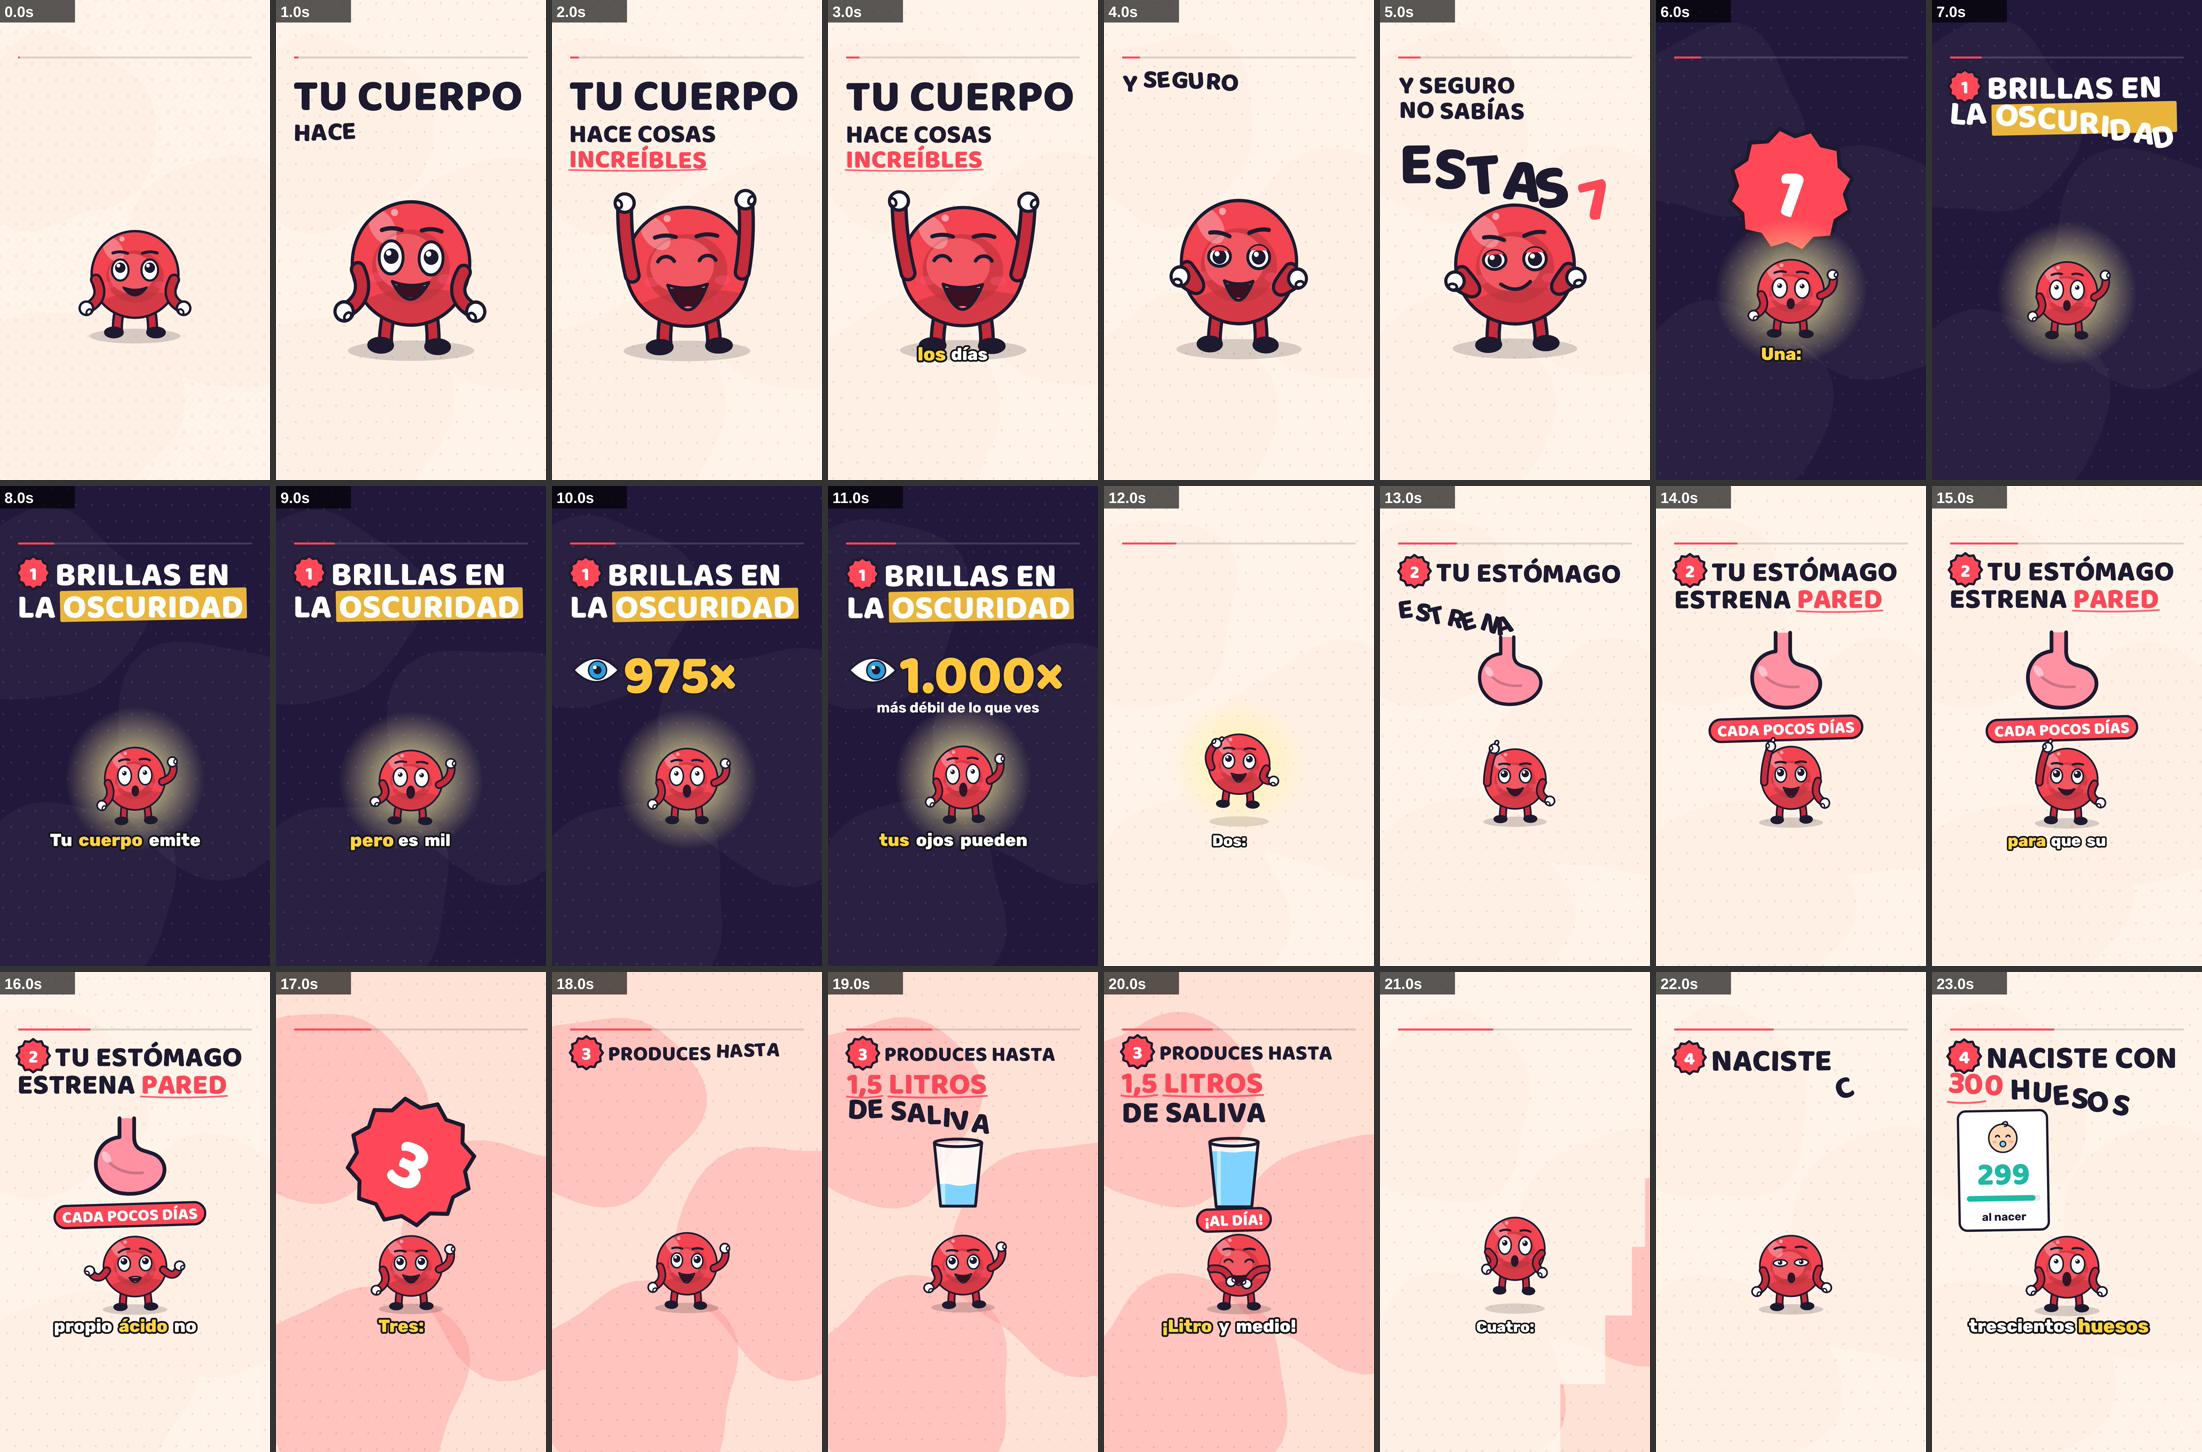 0.0s
1.0s
TU CUERPO
HACE
2.0s
TU CUERPO
HACE COSAS
INCREÍBLES
3.0s
TU CUERPO
HACE COSAS
INCREÍBLES
los días
4.0s
Y SEGURO
5.0s
Y SEGURO
NO SABÍAS
ESTAS 7
6.0s
1
Una:
7.0s
1 BRILLAS EN
LA OSCURIDAD
8.0s
1 BRILLAS EN
LA OSCURIDAD
Tu cuerpo emite
9.0s
1 BRILLAS EN
LA OSCURIDAD
pero es mil
10.0s
1 BRILLAS EN
LA OSCURIDAD
975×
11.0s
1 BRILLAS EN
LA OSCURIDAD
1.000×
más débil de lo que ves
tus ojos pueden
12.0s
Dos:
13.0s
2 TU ESTÓMAGO
ESTRENA
14.0s
2 TU ESTÓMAGO
ESTRENA PARED
CADA POCOS DÍAS
15.0s
2 TU ESTÓMAGO
ESTRENA PARED
CADA POCOS DÍAS
para que su
16.0s
2 TU ESTÓMAGO
ESTRENA PARED
CADA POCOS DÍAS
propio ácido no
17.0s
3
Tres:
18.0s
3 PRODUCES HASTA
19.0s
3 PRODUCES HASTA
1,5 LITROS
DE SALIVA
20.0s
3 PRODUCES HASTA
1,5 LITROS
DE SALIVA
¡AL DÍA!
¡Litro y medio!
21.0s
Cuatro:
22.0s
4 NACISTE
C
23.0s
4 NACISTE CON
300 HUESOS
299
al nacer
trescientos huesos